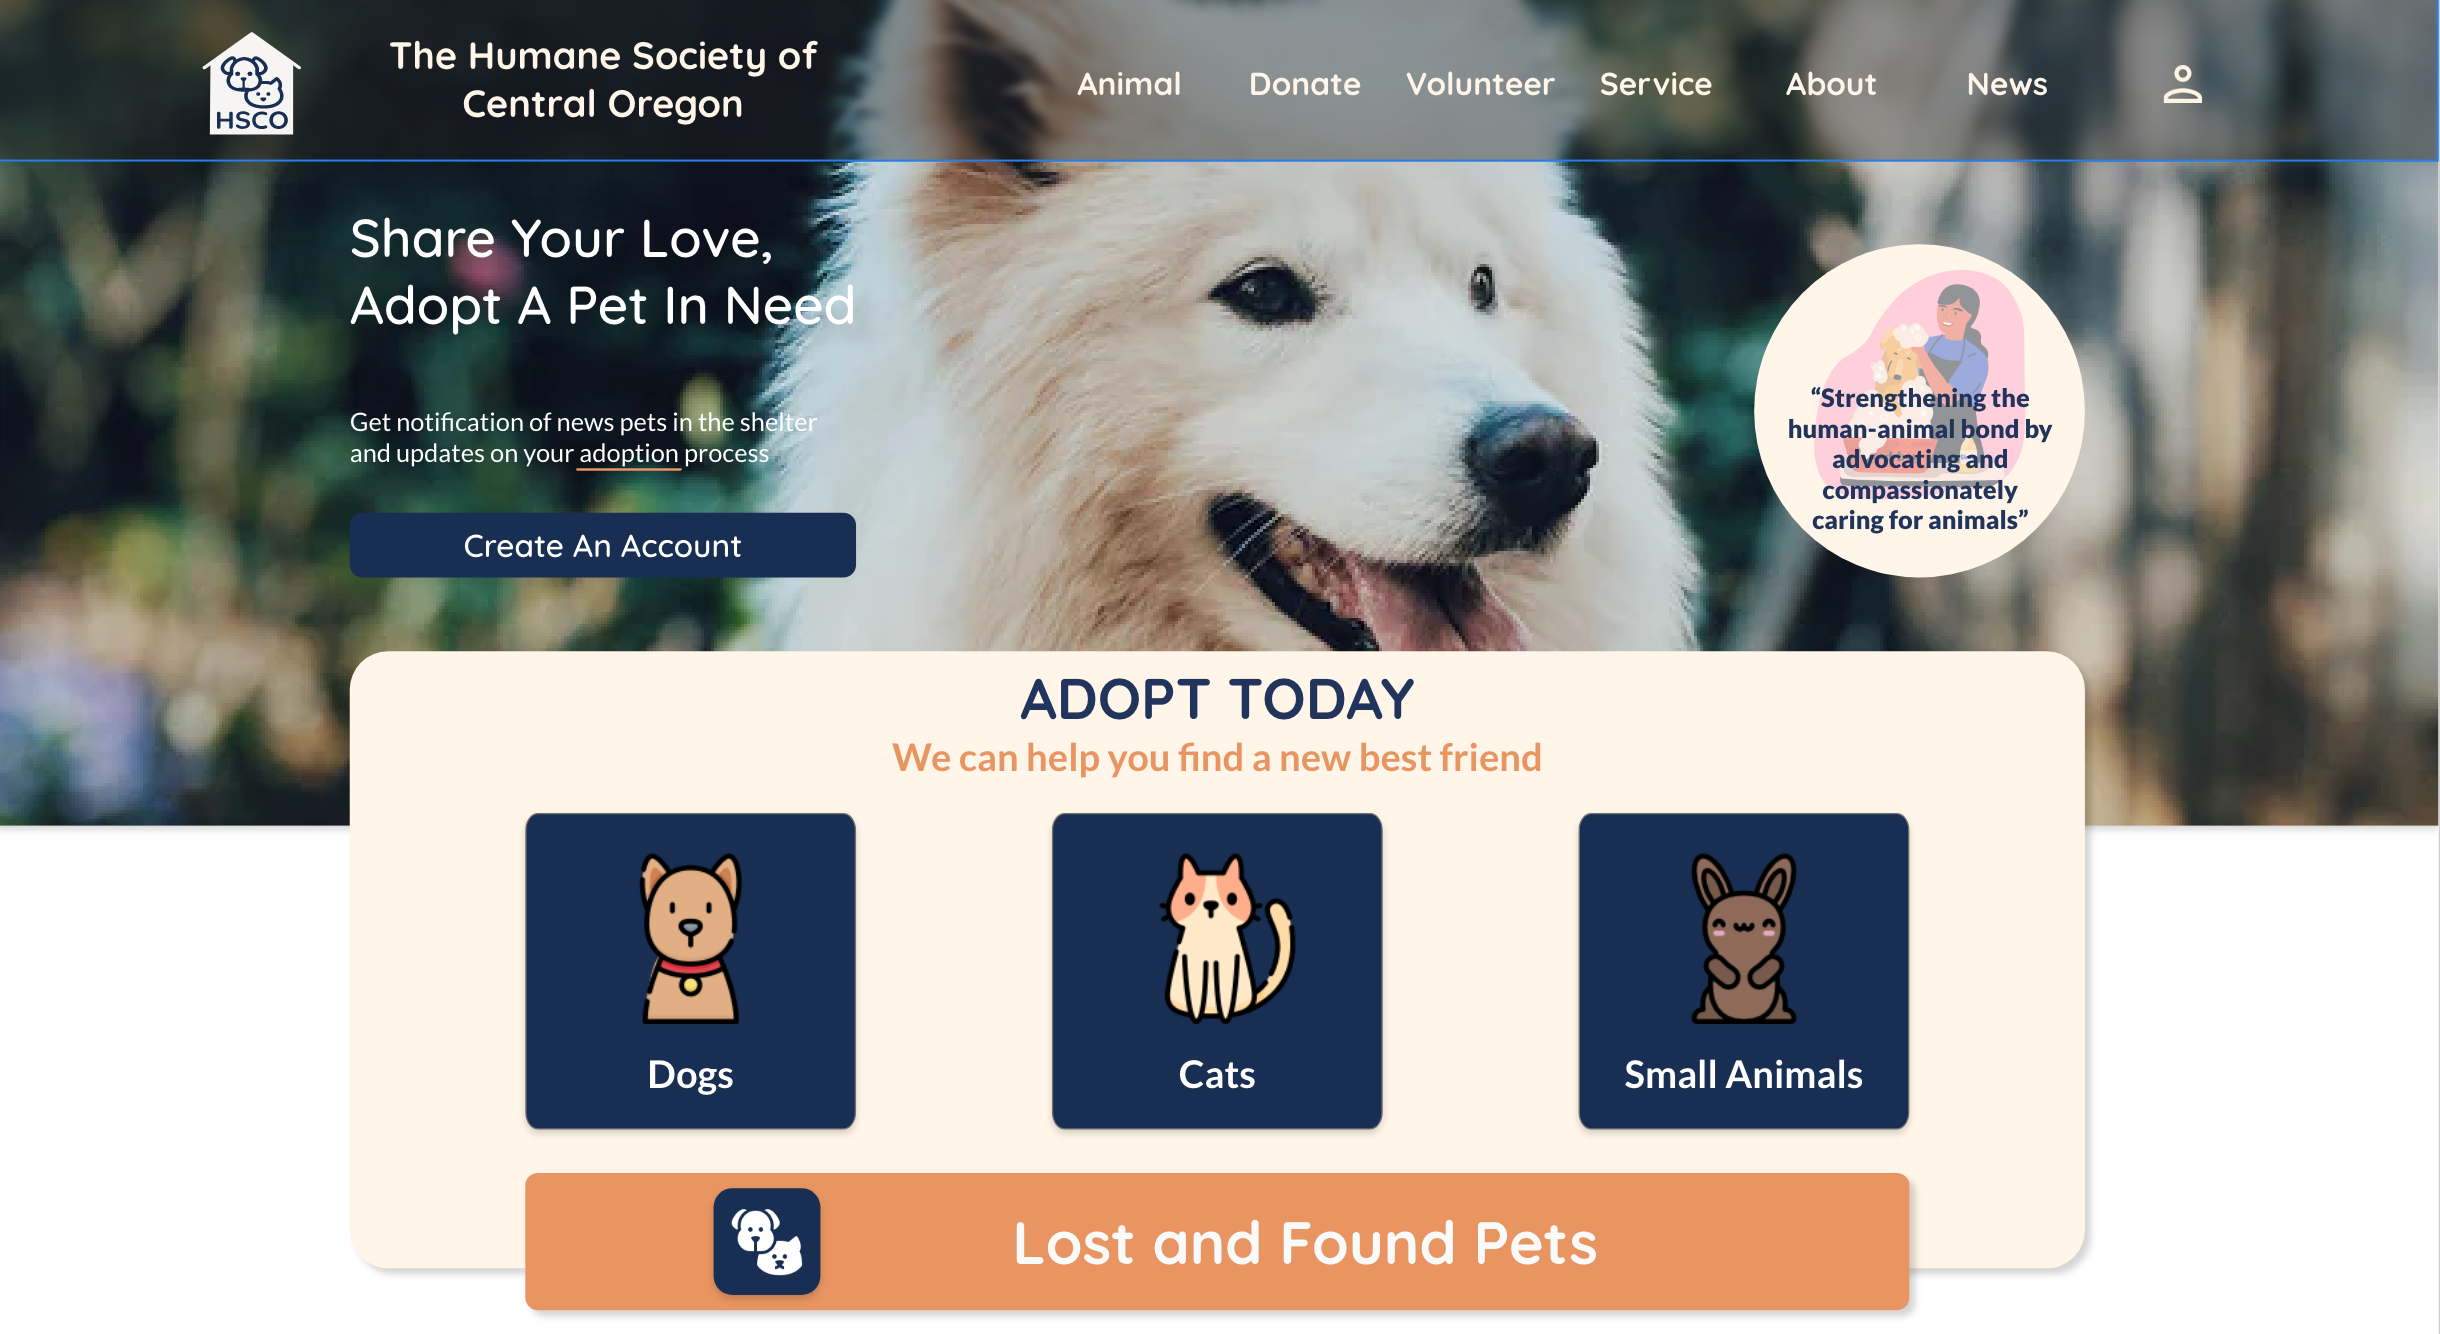 HSCO
The Humane Society of
Central Oregon
Animal
Donate
Volunteer
Service
About
News
Share Your Love,
Adopt A Pet In Need
Get notification of news pets in the shelter
and updates on your adoption process
Create An Account
“Strengthening the
human-animal bond by
advocating and
compassionately
caring for animals”
ADOPT TODAY
We can help you find a new best friend
Dogs
Cats
Small Animals
Lost and Found Pets